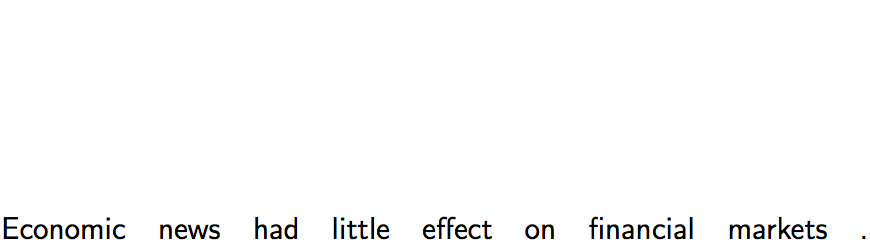 Economic news had little effect on financial markets .